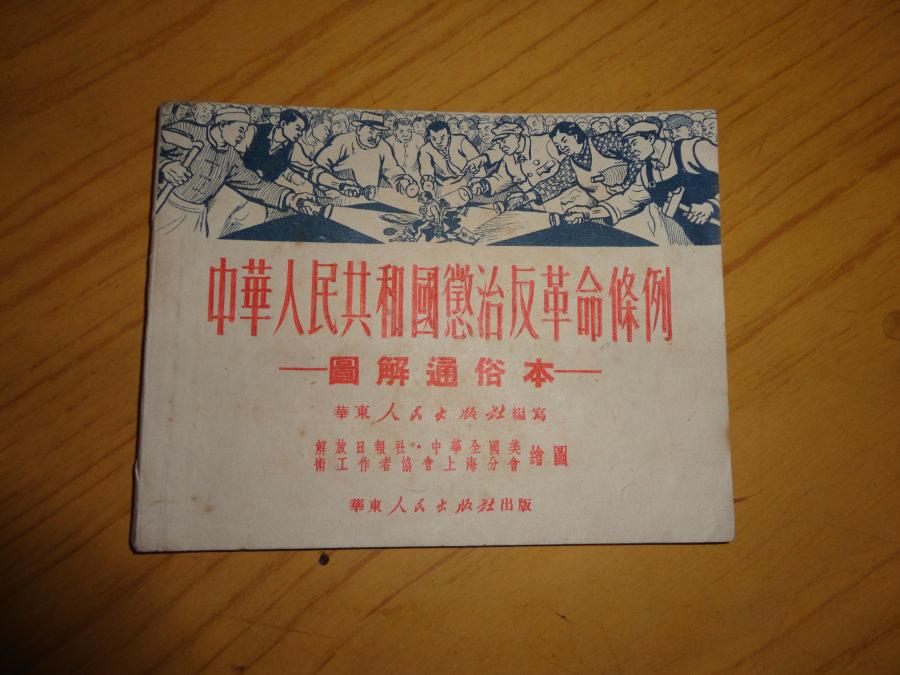 中華人民共和國懲治反革命條例
—圖解通俗本—
華東人民出版社編寫
解放日報社·中華全國美
術工作者協會上海分會繪圖
華東人民出版社出版